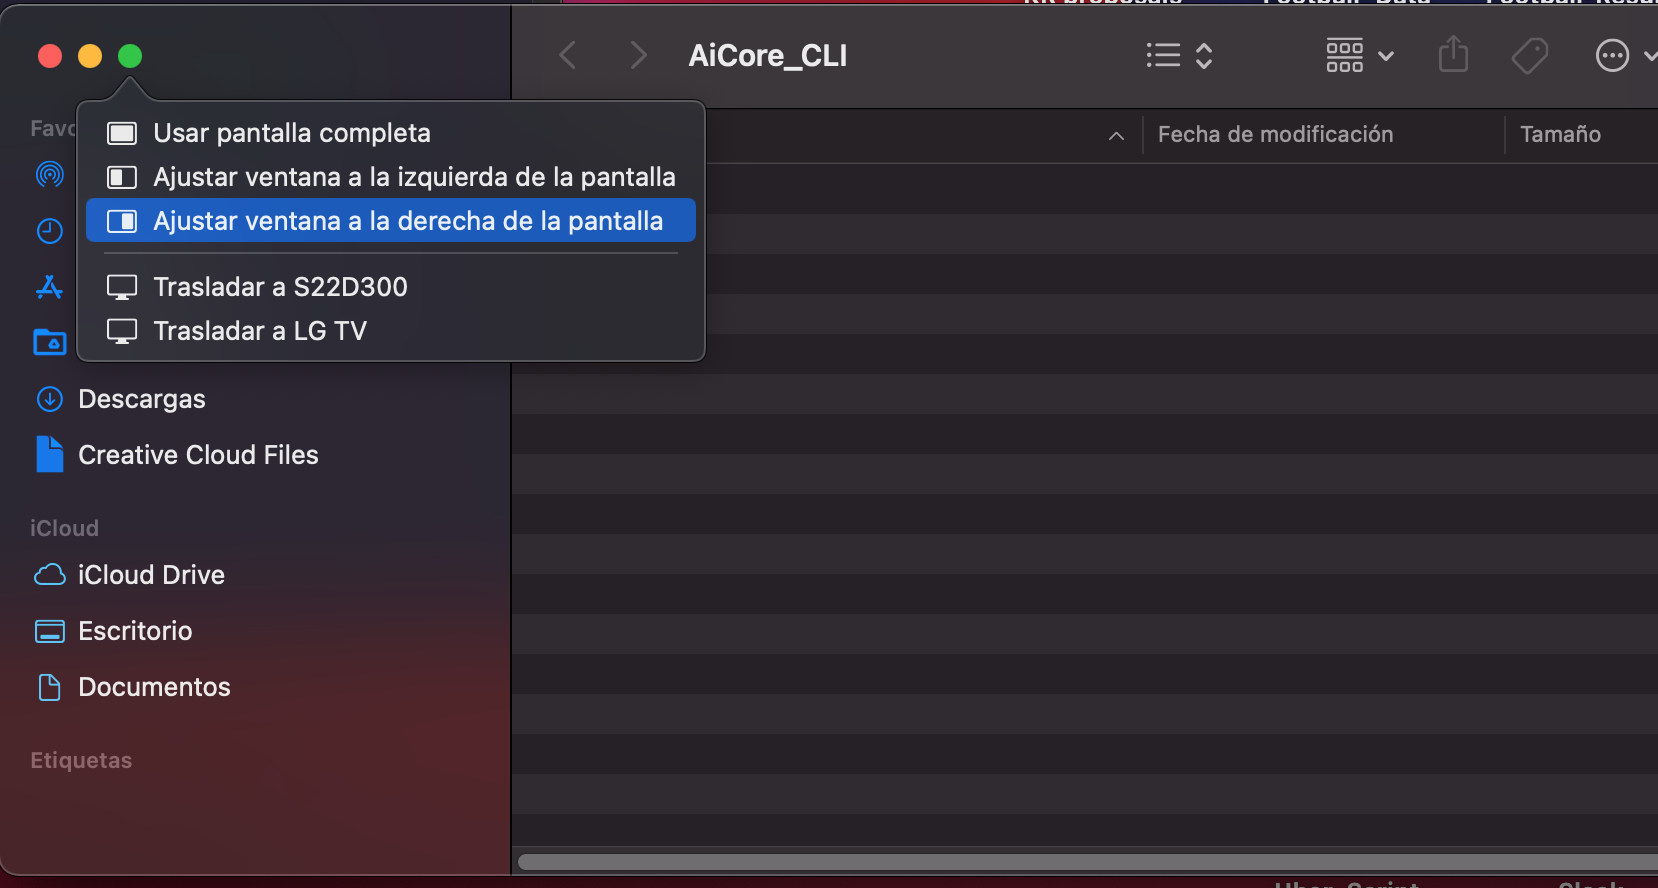 AiCore_CLI
Usar pantalla completa
Ajustar ventana a la izquierda de la pantalla
Ajustar ventana a la derecha de la pantalla
Trasladar a S22D300
Trasladar a LG TV
Fecha de modificación
Tamaño
Descargas
Creative Cloud Files
iCloud
iCloud Drive
Escritorio
Documentos
Etiquetas